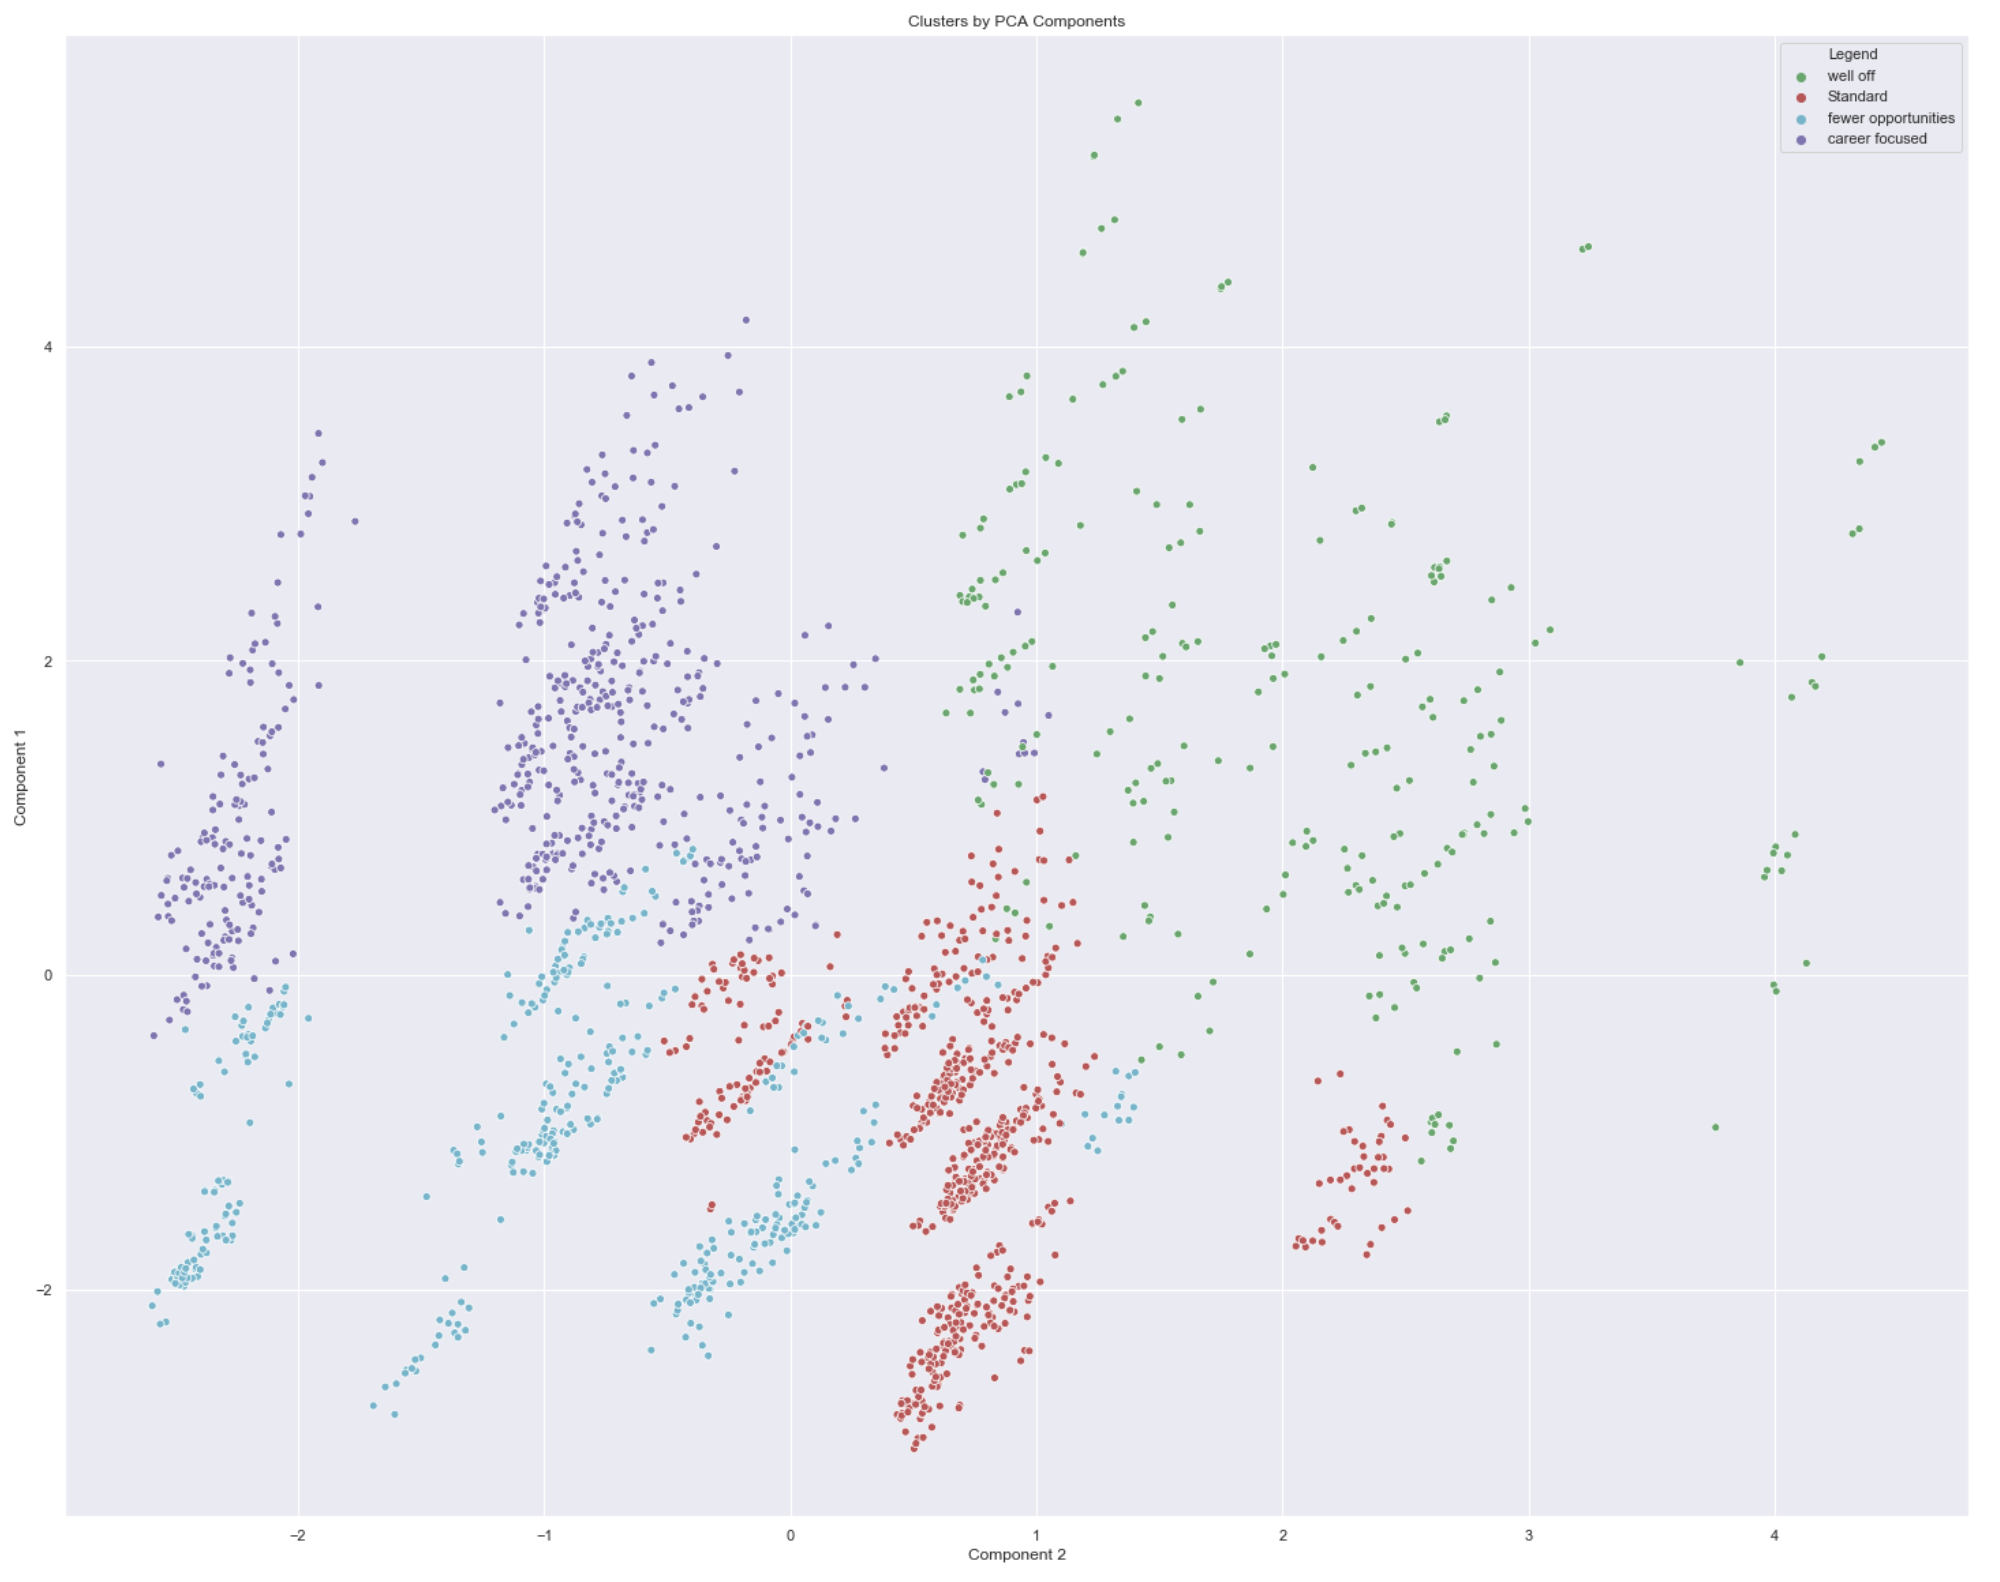 Clusters by PCA Components
Legend
well off
Standard
fewer opportunities
career focused
Component 1
4
2
0
−2
−2
−1
0
1
2
3
4
Component 2